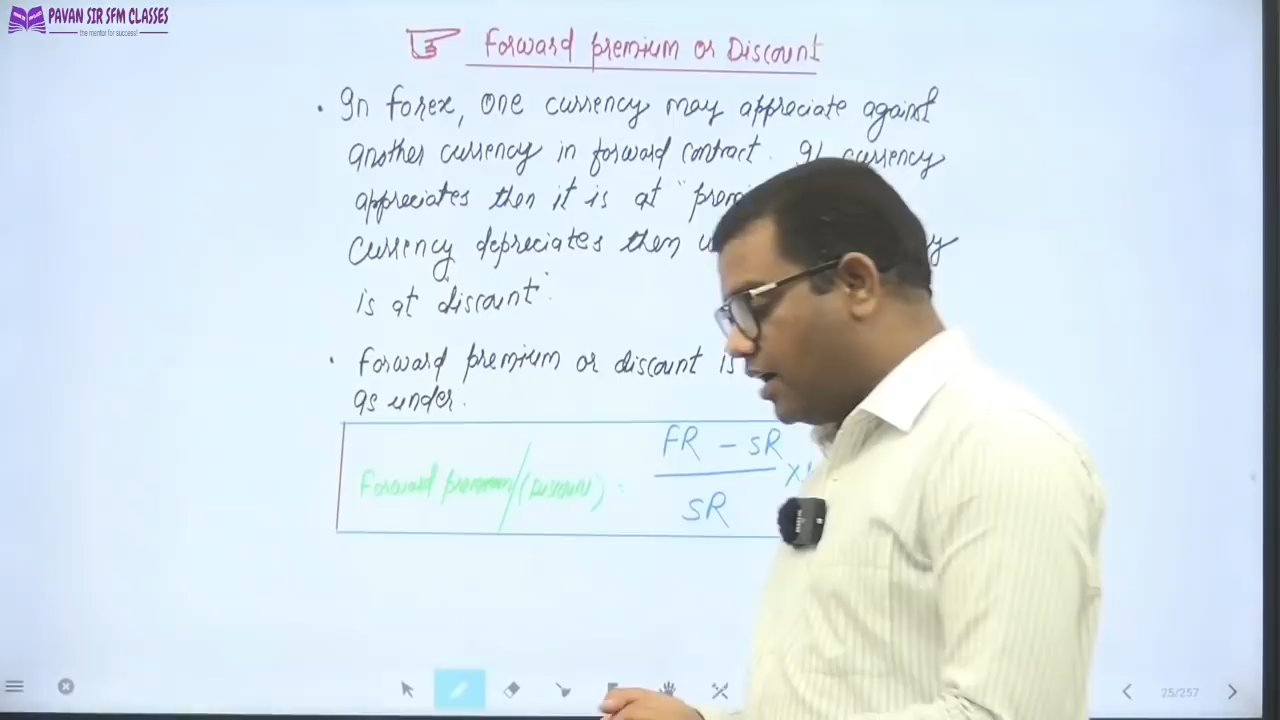 PAVAN SIR SFM CLASSES
the mentor for success!
Forward premium or Discount
• In forex, one currency may appreciate against
another currency in forward contract. If currency
appreciates then it is at "prem
Currency depreciates then
is at "discount".
• Forward premium or discount is
as under.
FR - SR
Forward premium/(Discount) =
SR
25/257